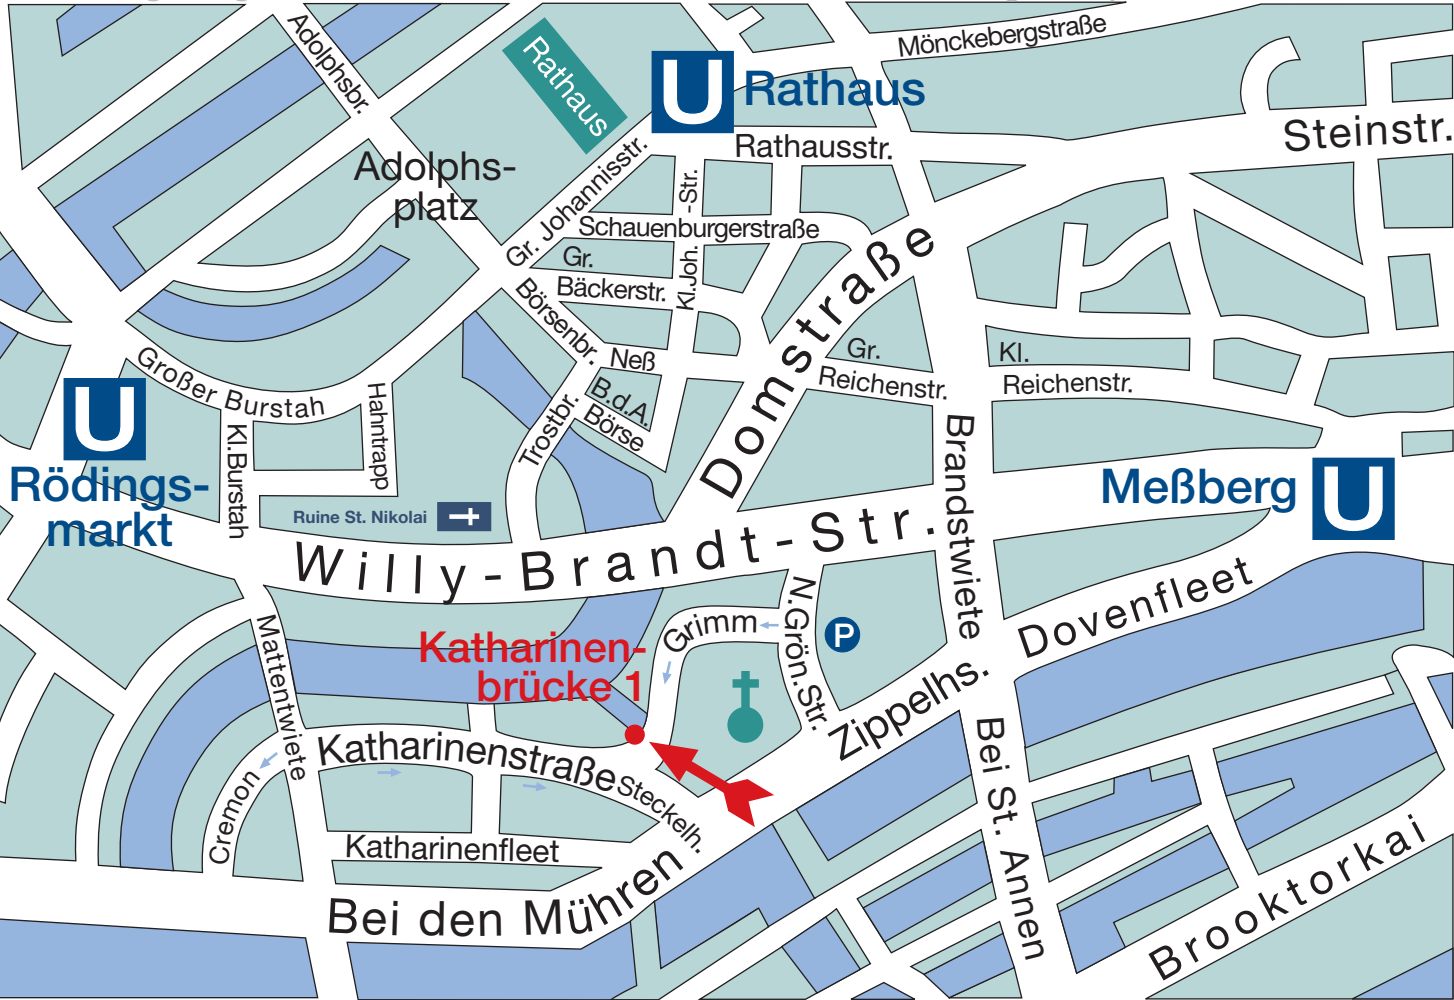 Mönckebergstraße
Adolphsbr.
Rathaus
U Rathaus
Steinstr.
Rathausstr.
Adolphs-
platz
Gr. Johannisstr.
Kl.Joh.-Str.
Schauenburgerstraße
Gr.
Bäckerstr.
Domstraße
Börsenbr.
Neß
Gr.
Reichenstr.
Kl.
Reichenstr.
Großer Burstah
Hahntrapp
B.d.A.
Börse
Trostbr.
U
Rödings-
markt
Kl.Burstah
Brandstwiete
Meßberg U
Ruine St. Nikolai
Willy-Brandt-Str.
N.Grön.Str.
Grimm
P
Dovenfleet
Mattentwiete
Katharinen-
brücke 1
Zippelhs.
Katharinenstraße
Steckelh.
Cremon
Bei St. Annen
Katharinenfleet
Bei den Mühren
Brooktorkai